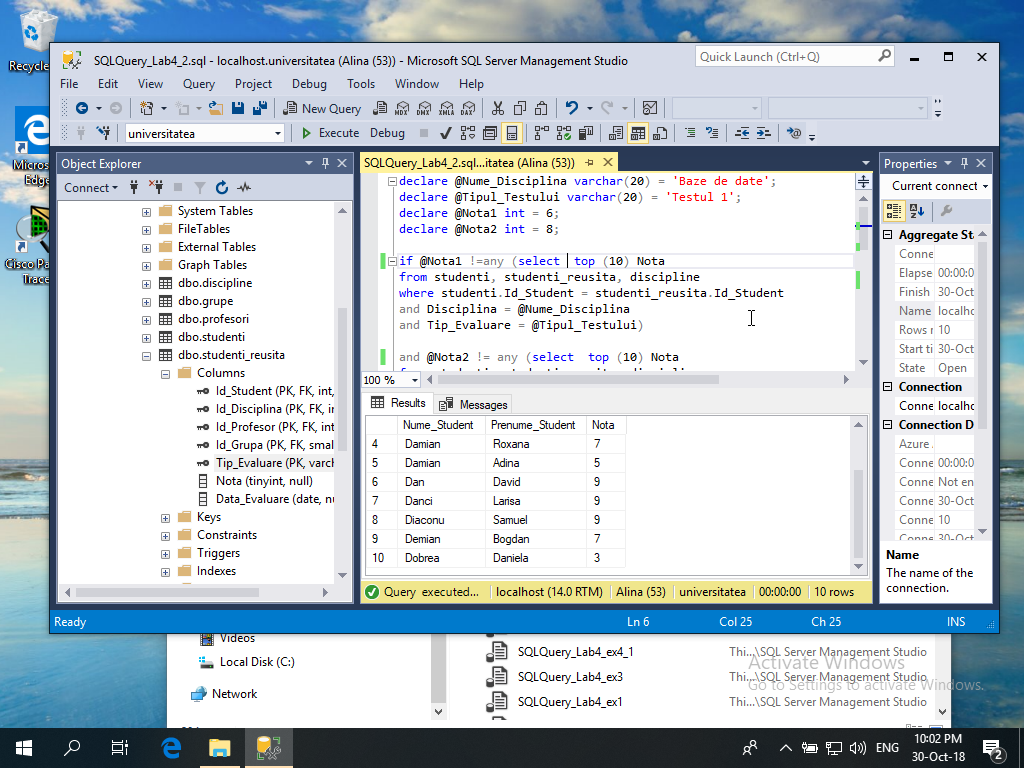 Recycle
Micros
Edge
Cisco Pa
Trace
SQLQuery_Lab4_2.sql - localhost.universitatea (Alina (53)) - Microsoft SQL Server Management Studio
Quick Launch (Ctrl+Q)
File Edit View Query Project Debug Tools Window Help
New Query
MDX DMX XMLA DAX
universitatea
Execute Debug
Object Explorer
Connect
System Tables
FileTables
External Tables
Graph Tables
dbo.discipline
dbo.grupe
dbo.profesori
dbo.studenti
dbo.studenti_reusita
Columns
Id_Student (PK, FK, int,
Id_Disciplina (PK, FK, in
Id_Profesor (PK, FK, int
Id_Grupa (PK, FK, smal
Tip_Evaluare (PK, varch
Nota (tinyint, null)
Data_Evaluare (date, nu
Keys
Constraints
Triggers
Indexes
SQLQuery_Lab4_2.sql...itatea (Alina (53))
declare @Nume_Disciplina varchar(20) = 'Baze de date';
declare @Tipul_Testului varchar(20) = 'Testul 1';
declare @Nota1 int = 6;
declare @Nota2 int = 8;
if @Nota1 !=any (select top (10) Nota
from studenti, studenti_reusita, discipline
where studenti.Id_Student = studenti_reusita.Id_Student
and Disciplina = @Nume_Disciplina
and Tip_Evaluare = @Tipul_Testului)
and @Nota2 != any (select top (10) Nota
100 %
Results Messages
Nume_Student Prenume_Student Nota
4 Damian Roxana 7
5 Damian Adina 5
6 Dan David 9
7 Danci Larisa 9
8 Diaconu Samuel 9
9 Demian Bogdan 7
10 Dobrea Daniela 3
Query executed... localhost (14.0 RTM) Alina (53) universitatea 00:00:00 10 rows
Properties
Current connect
Aggregate Sta
Conne
Elapse 00:00:0
Finish 30-Oct
Name localho
Rows r 10
Start ti 30-Oct
State Open
Connection
Conne localho
Connection D
Azure .
Conne 00:00:0
Conne Not en
Conne 30-Oct
Conne 10
Conne 30-Oct
Name
The name of the
connection.
Ready Ln 6 Col 25 Ch 25 INS
Videos
Local Disk (C:)
Network
SQLQuery_Lab4_ex4_1 Thi...\SQL Server Management Studio
SQLQuery_Lab4_ex3 Thi...\SQL Server Management Studio
SQLQuery_Lab4_ex1 Thi...\SQL Server Management Studio
Activate Windows
Go to Settings to activate Windows.
ENG
10:02 PM
30-Oct-18
2